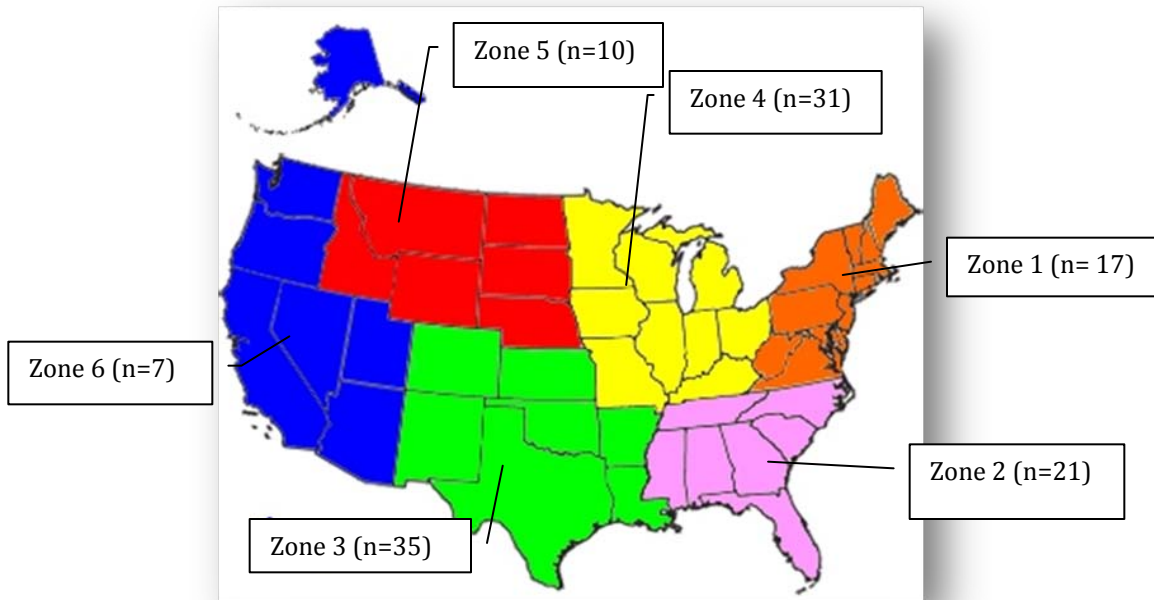 Zone 5 (n=10)
Zone 4 (n=31)
Zone 1 (n= 17)
Zone 6 (n=7)
Zone 2 (n=21)
Zone 3 (n=35)